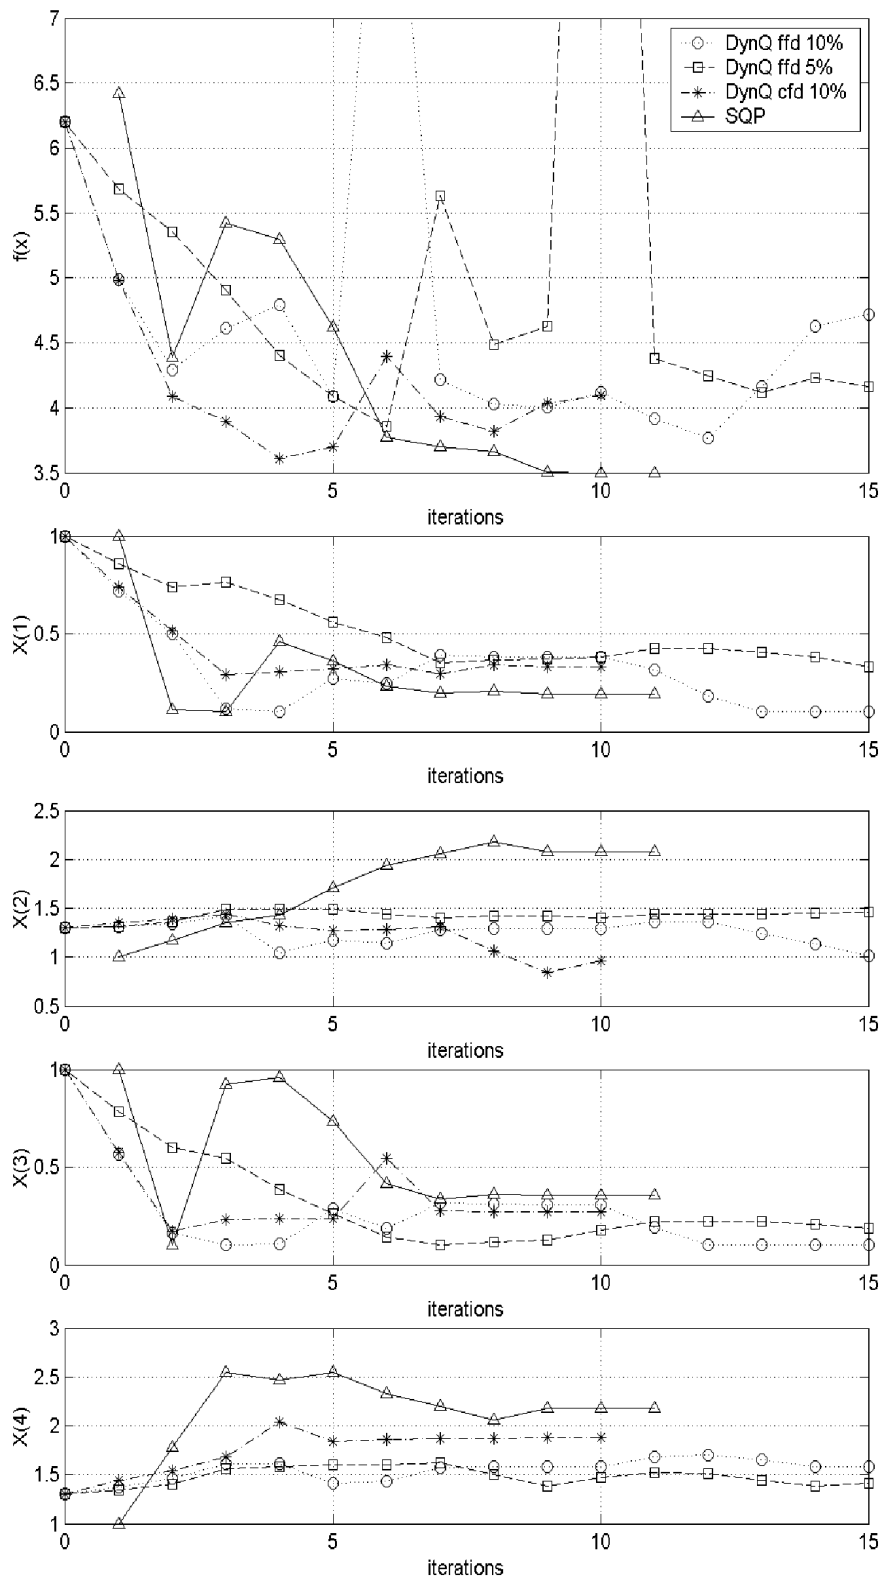 7
6.5
6
5.5
5
4.5
4
3.5
f(x)
DynQ ffd 10%
DynQ ffd 5%
DynQ cfd 10%
SQP
0 5 10 15
iterations
1
0.5
0
X(1)
0 5 10 15
iterations
2.5
2
1.5
1
0.5
X(2)
0 5 10 15
iterations
1
0.5
0
X(3)
0 5 10 15
iterations
3
2.5
2
1.5
1
X(4)
0 5 10 15
iterations